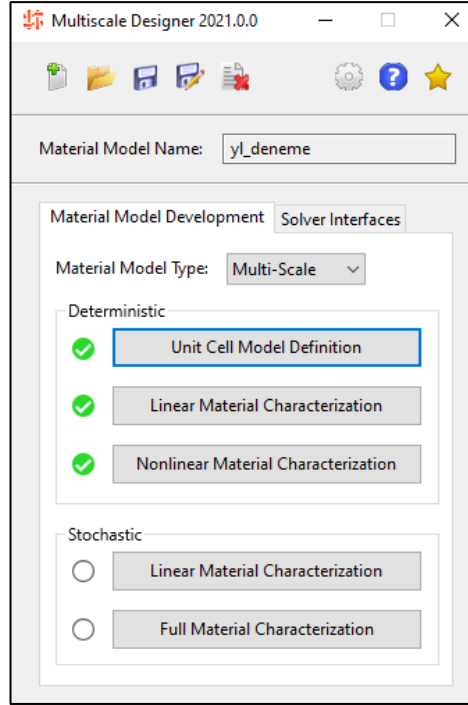 Multiscale Designer 2021.0.0
Material Model Name: yl_deneme
Material Model Development Solver Interfaces
Material Model Type: Multi-Scale
Deterministic
Unit Cell Model Definition
Linear Material Characterization
Nonlinear Material Characterization
Stochastic
Linear Material Characterization
Full Material Characterization